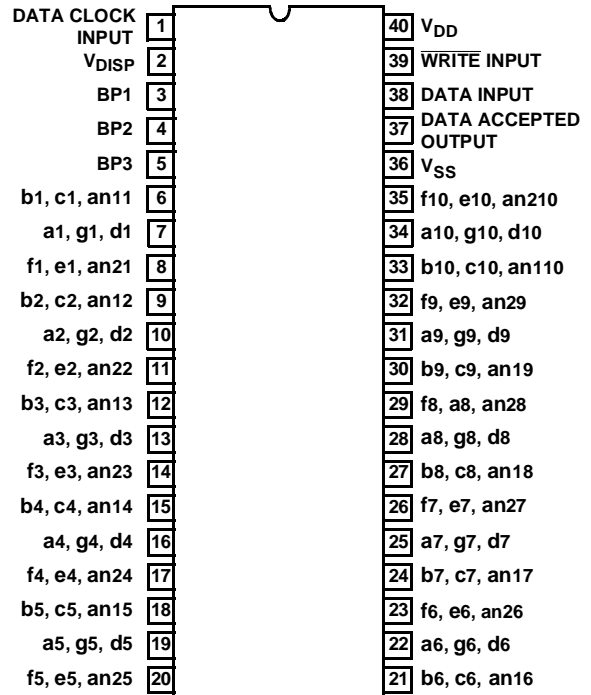 DATA CLOCK
INPUT 1
VDISP 2
BP1 3
BP2 4
BP3 5
b1, c1, an11 6
a1, g1, d1 7
f1, e1, an21 8
b2, c2, an12 9
a2, g2, d2 10
f2, e2, an22 11
b3, c3, an13 12
a3, g3, d3 13
f3, e3, an23 14
b4, c4, an14 15
a4, g4, d4 16
f4, e4, an24 17
b5, c5, an15 18
a5, g5, d5 19
f5, e5, an25 20
40 VDD
39 WRITE INPUT
38 DATA INPUT
37 DATA ACCEPTED
OUTPUT
36 VSS
35 f10, e10, an210
34 a10, g10, d10
33 b10, c10, an110
32 f9, e9, an29
31 a9, g9, d9
30 b9, c9, an19
29 f8, a8, an28
28 a8, g8, d8
27 b8, c8, an18
26 f7, e7, an27
25 a7, g7, d7
24 b7, c7, an17
23 f6, e6, an26
22 a6, g6, d6
21 b6, c6, an16